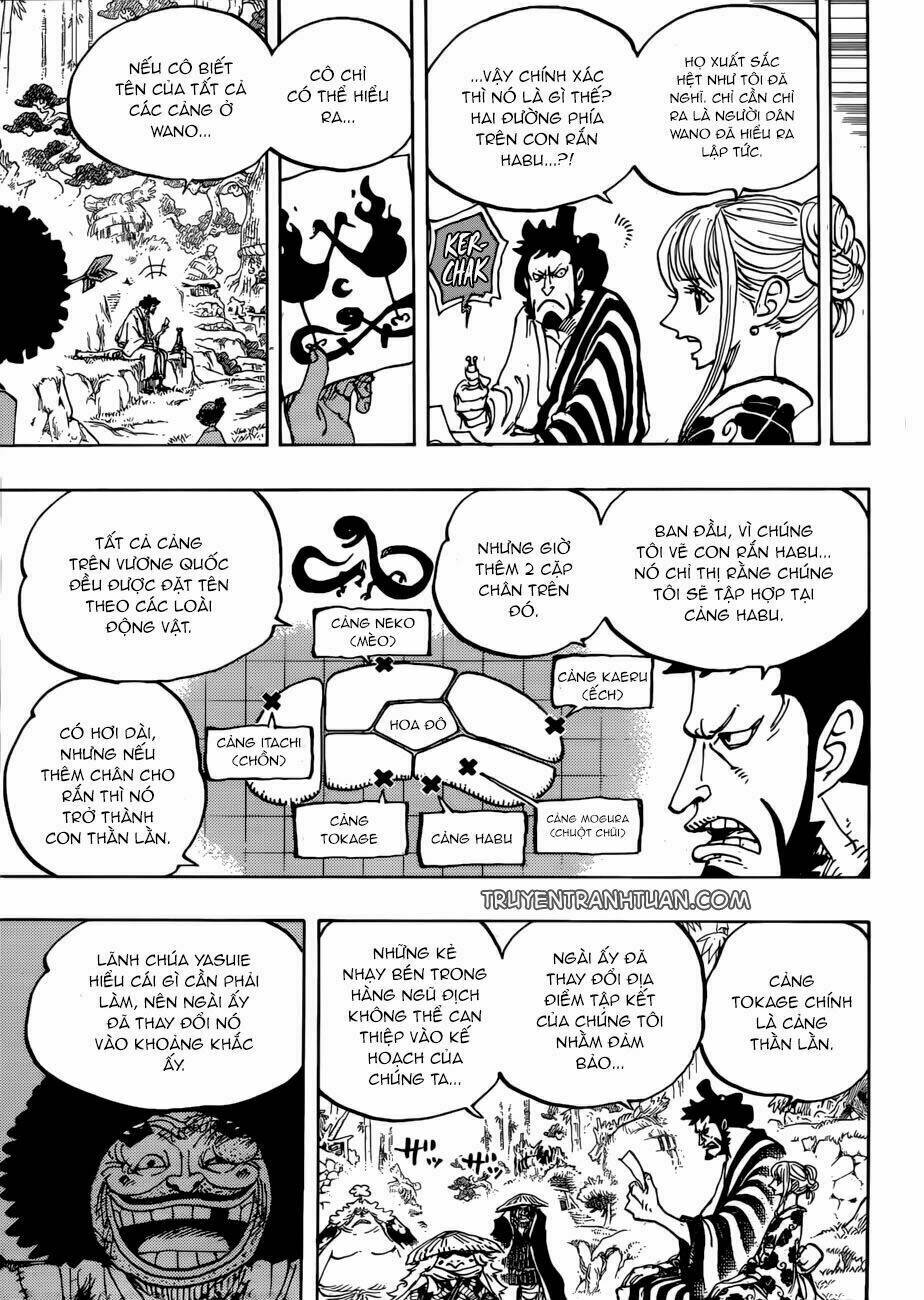 HỌ XUẤT SẮC
HỆT NHƯ TÔI ĐÃ
NGHĨ. CHỈ CẦN CHỈ
RA LÀ NGƯỜI DÂN
WANO ĐÃ HIỂU RA
LẬP TỨC.
...VẬY CHÍNH XÁC
THÌ NÓ LÀ GÌ THẾ?
HAI ĐƯỜNG PHÍA
TRÊN CON RẮN
HABU...?!
KER-
CHAK
CÔ CHỈ
CÓ THỂ HIỂU
RA...
NẾU CÔ BIẾT
TÊN CỦA TẤT CẢ
CÁC CẢNG Ở
WANO...
BAN ĐẦU, VÌ CHÚNG
TÔI VẼ CON RẮN HABU...
NÓ CHỈ THỊ RẰNG CHÚNG
TÔI SẼ TẬP HỢP TẠI
CẢNG HABU.
NHƯNG GIỜ
THÊM 2 CẶP
CHÂN TRÊN
ĐÓ.
TẤT CẢ CẢNG
TRÊN VƯƠNG QUỐC
ĐỀU ĐƯỢC ĐẶT TÊN
THEO CÁC LOÀI
ĐỘNG VẬT.
CẢNG NEKO
(MÈO)
CẢNG KAERU
(ẾCH)
HOA ĐÔ
CẢNG ITACHI
(CHỒN)
CẢNG
TOKAGE
CẢNG HABU
CẢNG MOGURA
(CHUỘT CHŨI)
CÓ HƠI DÀI,
NHƯNG NẾU
THÊM CHÂN CHO
RẮN THÌ NÓ
TRỞ THÀNH
CON THẰN LẰN.
TRUYENTRANHTUAN.COM
CẢNG
TOKAGE CHÍNH
LÀ CẢNG
THẰN LẰN.
NGÀI ẤY ĐÃ
THAY ĐỔI ĐỊA
ĐIỂM TẬP KẾT
CỦA CHÚNG TÔI
NHẰM ĐẢM
BẢO...
NHỮNG KẺ
NHẠY BÉN TRONG
HÀNG NGŨ ĐỊCH
KHÔNG THỂ CAN
THIỆP VÀO KẾ
HOẠCH CỦA
CHÚNG TA...
ザッ
ザッ
LÃNH CHÚA YASUIE
HIỂU CÁI GÌ CẦN PHẢI
LÀM, NÊN NGÀI ẤY
ĐÃ THAY ĐỔI NÓ
VÀO KHOẢNG KHẮC
ẤY.